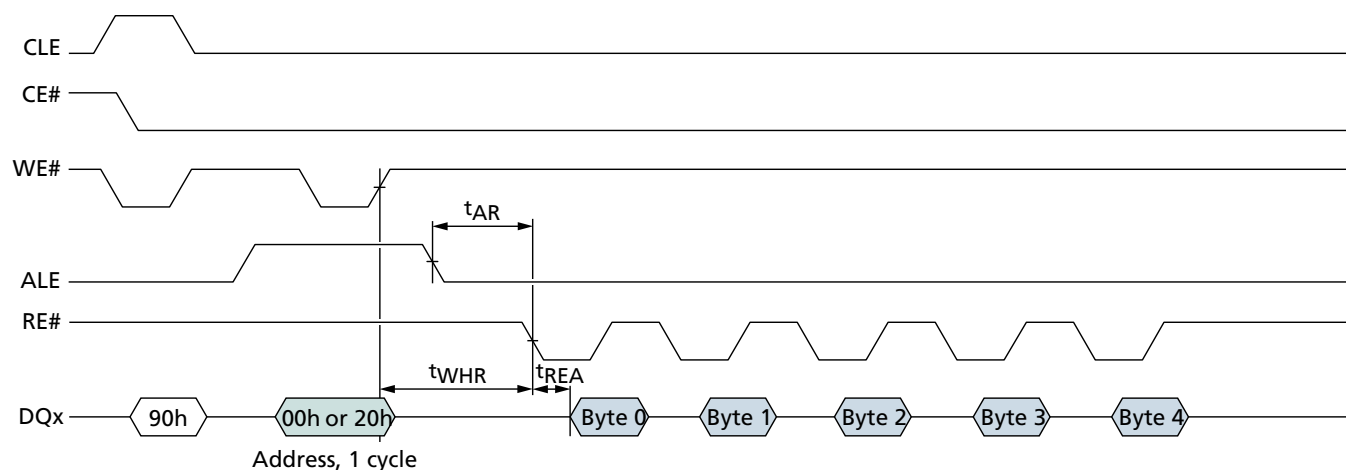 CLE
CE#
WE#
tAR
ALE
RE#
tWHR tREA
DQx 90h 00h or 20h Byte 0 Byte 1 Byte 2 Byte 3 Byte 4
Address, 1 cycle